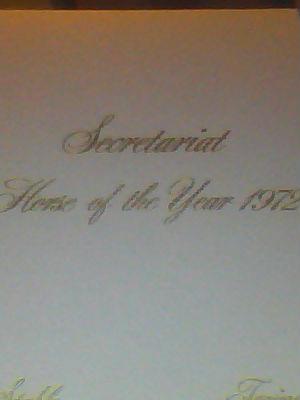 Secretariat
Horse of the Year 1972